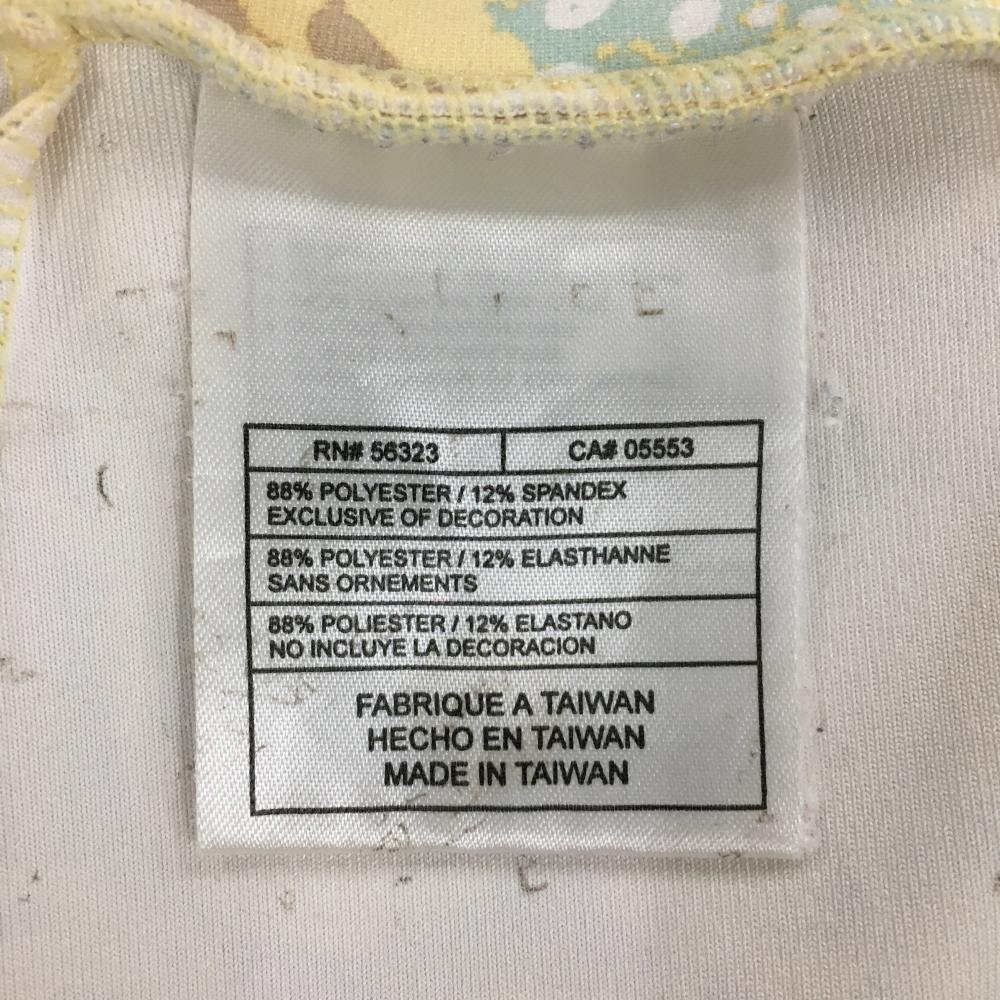 RN# 56323 CA# 05553
88% POLYESTER / 12% SPANDEX
EXCLUSIVE OF DECORATION
88% POLYESTER / 12% ELASTHANNE
SANS ORNEMENTS
88% POLIESTER / 12% ELASTANO
NO INCLUYE LA DECORACION
FABRIQUE A TAIWAN
HECHO EN TAIWAN
MADE IN TAIWAN